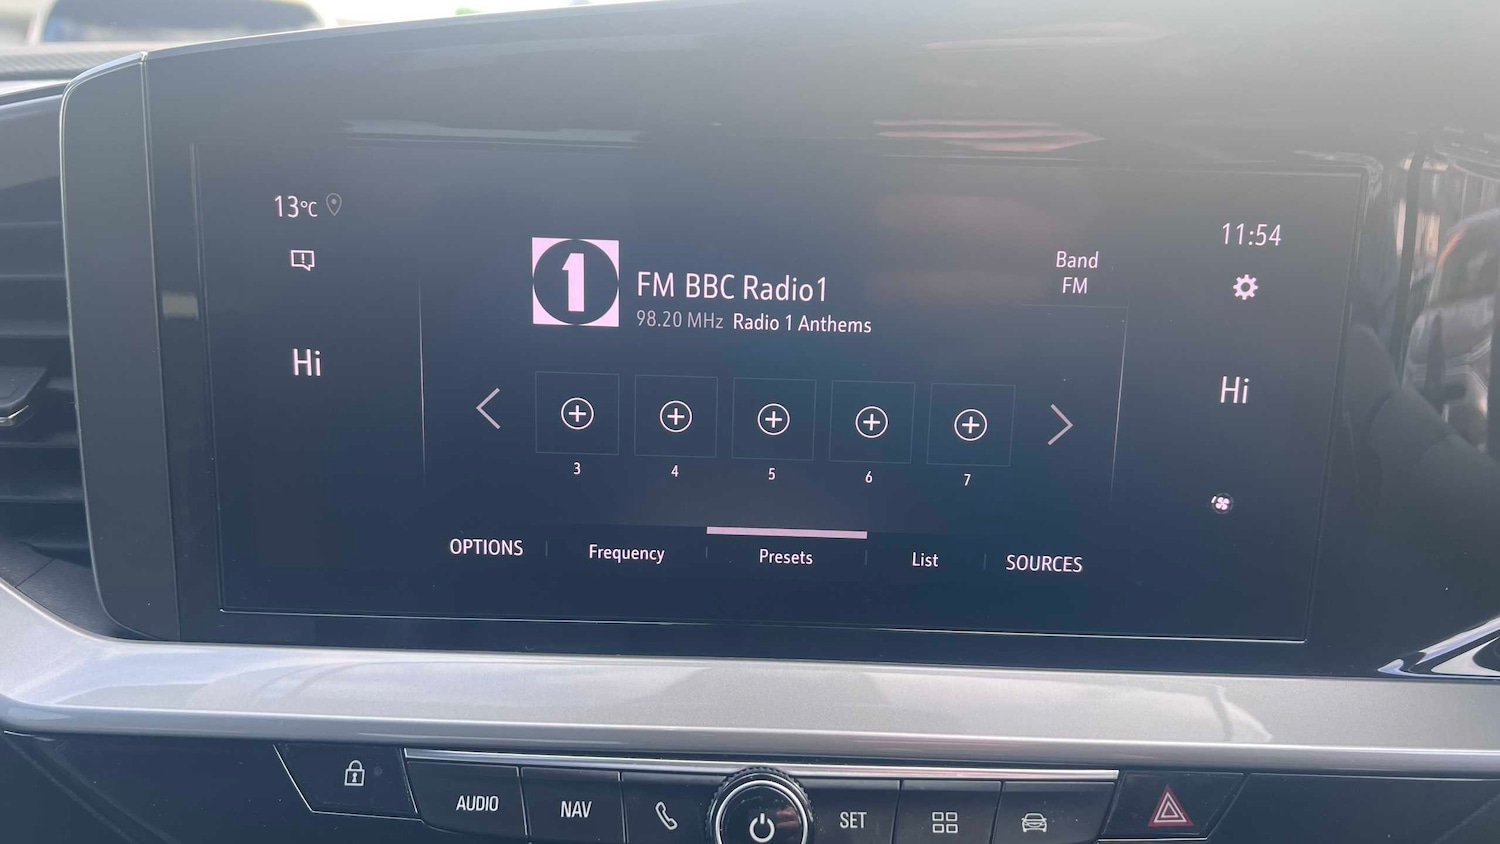 13°C
11:54
1
FM BBC Radio1
98.20 MHz Radio 1 Anthems
Band
FM
Hi
Hi
3 4 5 6 7
OPTIONS Frequency Presets List SOURCES
AUDIO NAV SET